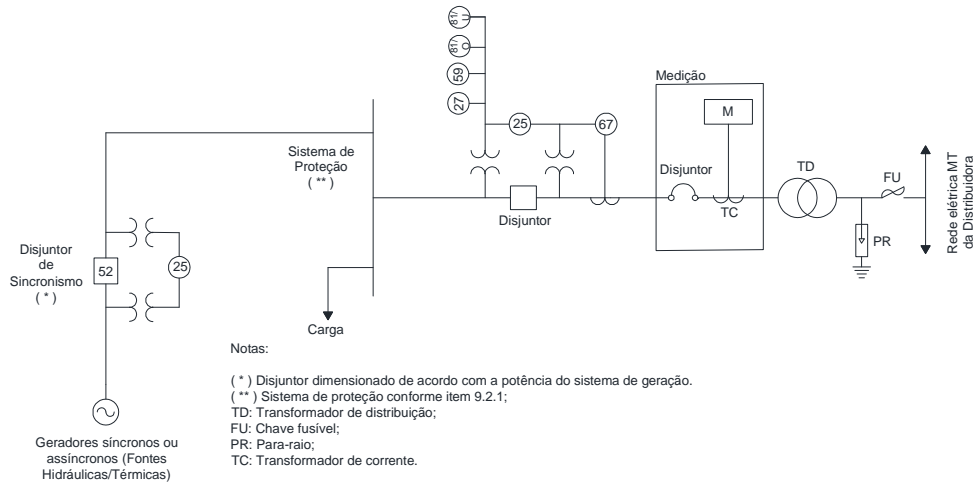 81/
U
81/
O
59
27
25
67
Medição
M
Disjuntor
TC
TD
FU
PR
Rede elétrica MT
da Distribuidora
Sistema de
Proteção
( ** )
Disjuntor
Disjuntor
de
Sincronismo
( * )
52
25
Carga
Geradores síncronos ou
assíncronos (Fontes
Hidráulicas/Térmicas)
Notas:
( * ) Disjuntor dimensionado de acordo com a potência do sistema de geração.
( ** ) Sistema de proteção conforme item 9.2.1;
TD: Transformador de distribuição;
FU: Chave fusível;
PR: Para-raio;
TC: Transformador de corrente.